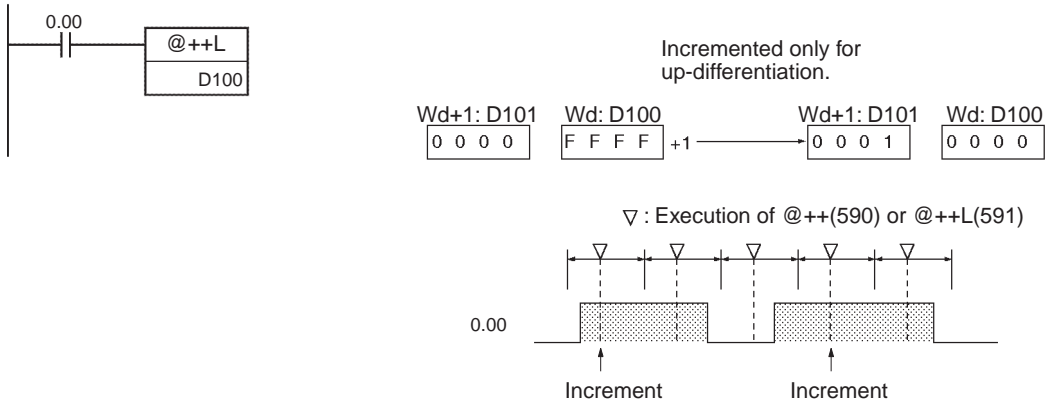 0.00
@++L
D100
Incremented only for
up-differentiation.
Wd+1: D101 Wd: D100 Wd+1: D101 Wd: D100
0 0 0 0 F F F F +1 0 0 0 1 0 0 0 0
▽ : Execution of @++(590) or @++L(591)
0.00
Increment Increment